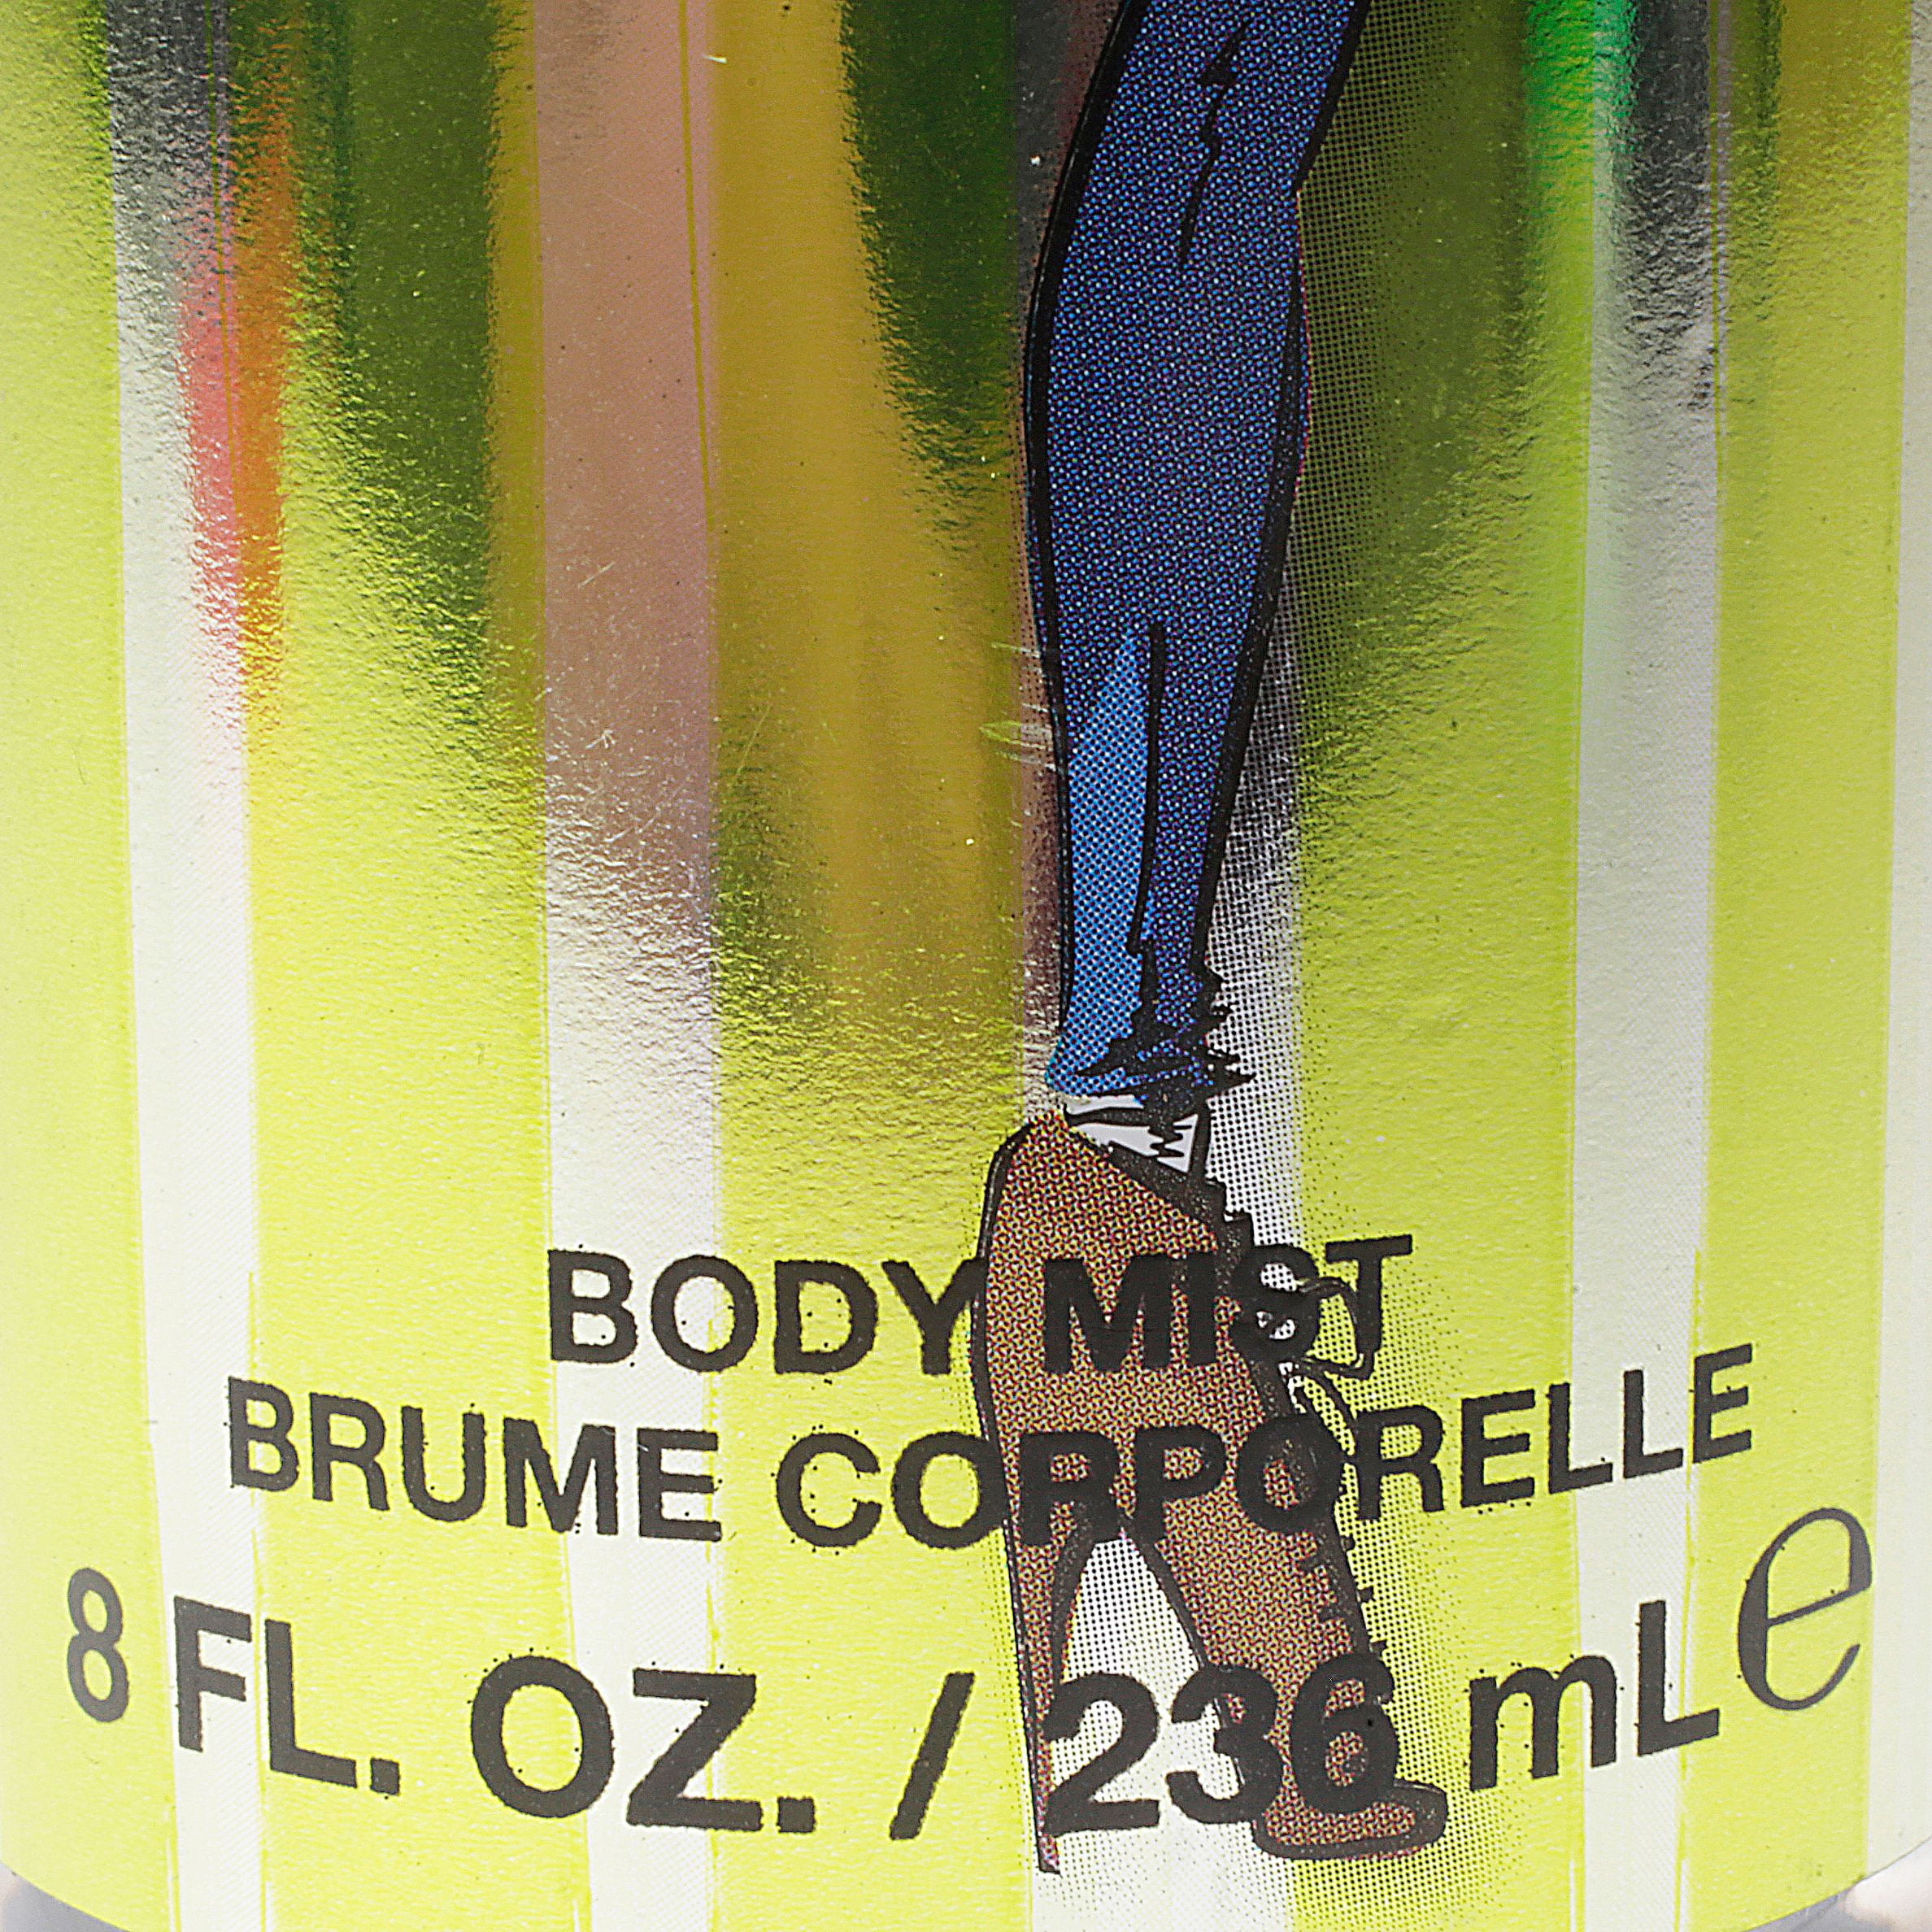 BODY MIST
BRUME CORPORELLE
8 FL. OZ. / 236 mL e